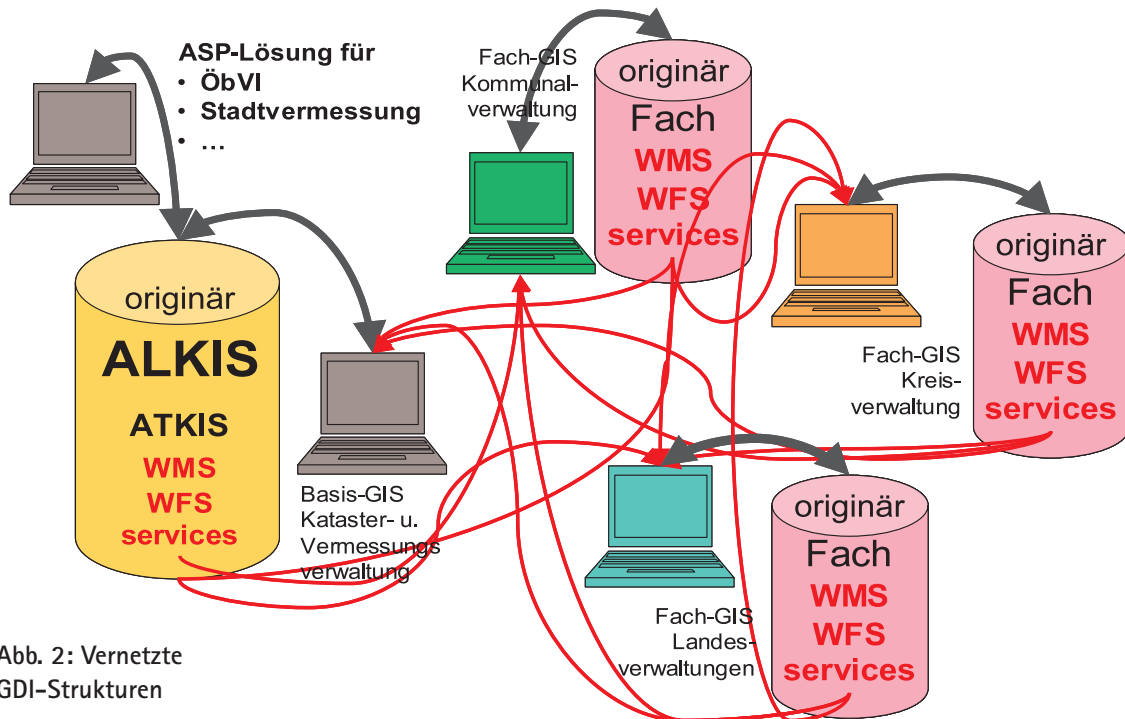 ASP-Lösung für
• ÖbVI
• Stadtvermessung
• ...
Fach-GIS
Kommunal-
verwaltung
originär
Fach
WMS
WFS
services
originär
ALKIS
ATKIS
WMS
WFS
services
Basis-GIS
Kataster- u.
Vermessungs
verwaltung
originär
Fach
WMS
WFS
services
Fach-GIS
Kreis-
verwaltung
originär
Fach
WMS
WFS
services
Fach-GIS
Landes-
verwaltungen
Abb. 2: Vernetzte
GDI-Strukturen